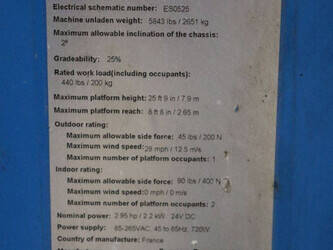 Electrical schematic number: ES0525
Machine unladen weight: 5843 lbs / 2651 kg
Maximum allowable inclination of the chassis:
2°
Gradeability: 25%
Rated work load(including occupants):
440 lbs / 200 kg
Maximum platform height: 25 ft 9 in / 7.9 m
Maximum platform reach: 8 ft 8 in / 2.65 m
Outdoor rating:
Maximum allowable side force: 45 lbs / 200 N
Maximum wind speed: 28 mph / 12.5 m/s
Maximum number of platform occupants: 1
Indoor rating:
Maximum allowable side force: 90 lbs / 400 N
Maximum wind speed:0 mph / 0 m/s
Maximum number of platform occupants: 2
Nominal power: 2.95 hp / 2.2 kW 24V DC
Power supply: 85-265VAC, 45 to 65Hz, 720W
Country of manufacture: France